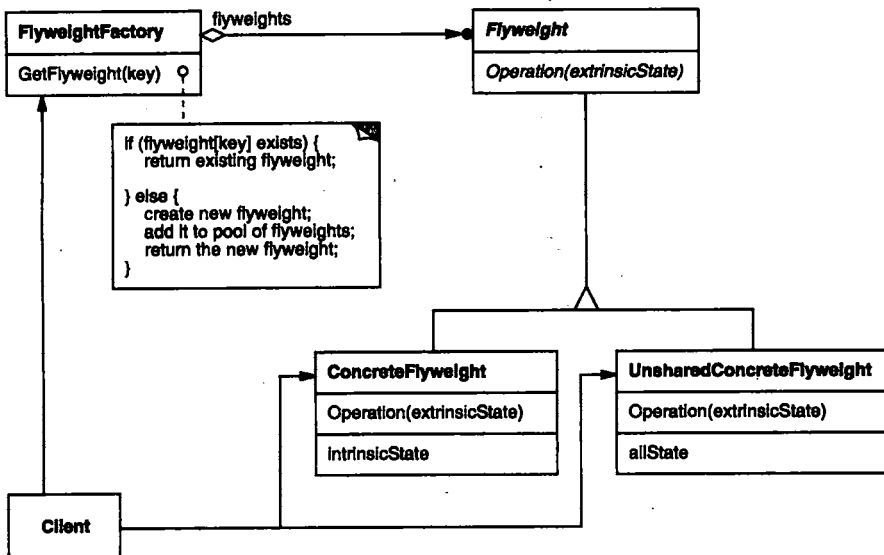 flyweights
FlyweightFactory
GetFlyweight(key)
Flyweight
Operation(extrinsicState)
if (flyweight[key] exists) {
return existing flyweight;
} else {
create new flyweight;
add it to pool of flyweights;
return the new flyweight;
}
ConcreteFlyweight
Operation(extrinsicState)
intrinsicState
UnsharedConcreteFlyweight
Operation(extrinsicState)
allState
Client